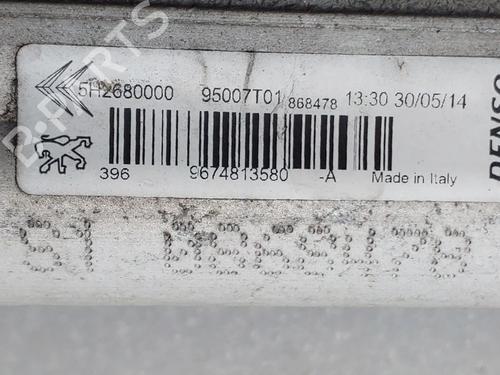 5H2680000 95007T01 868478 13:30 30/05/14
DENSO
396 9674813580 -A Made in Italy
B-PARTS